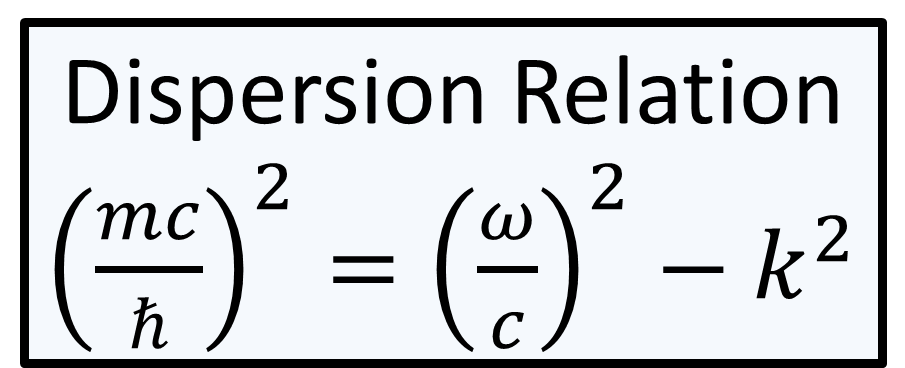 Dispersion Relation
(mc/ħ)² = (ω/c)² − k²